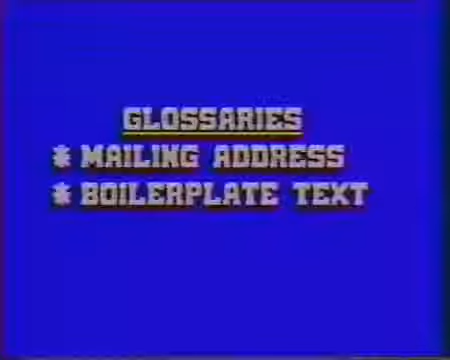 GLOSSARIES
* MAILING ADDRESS
* BOILERPLATE TEXT